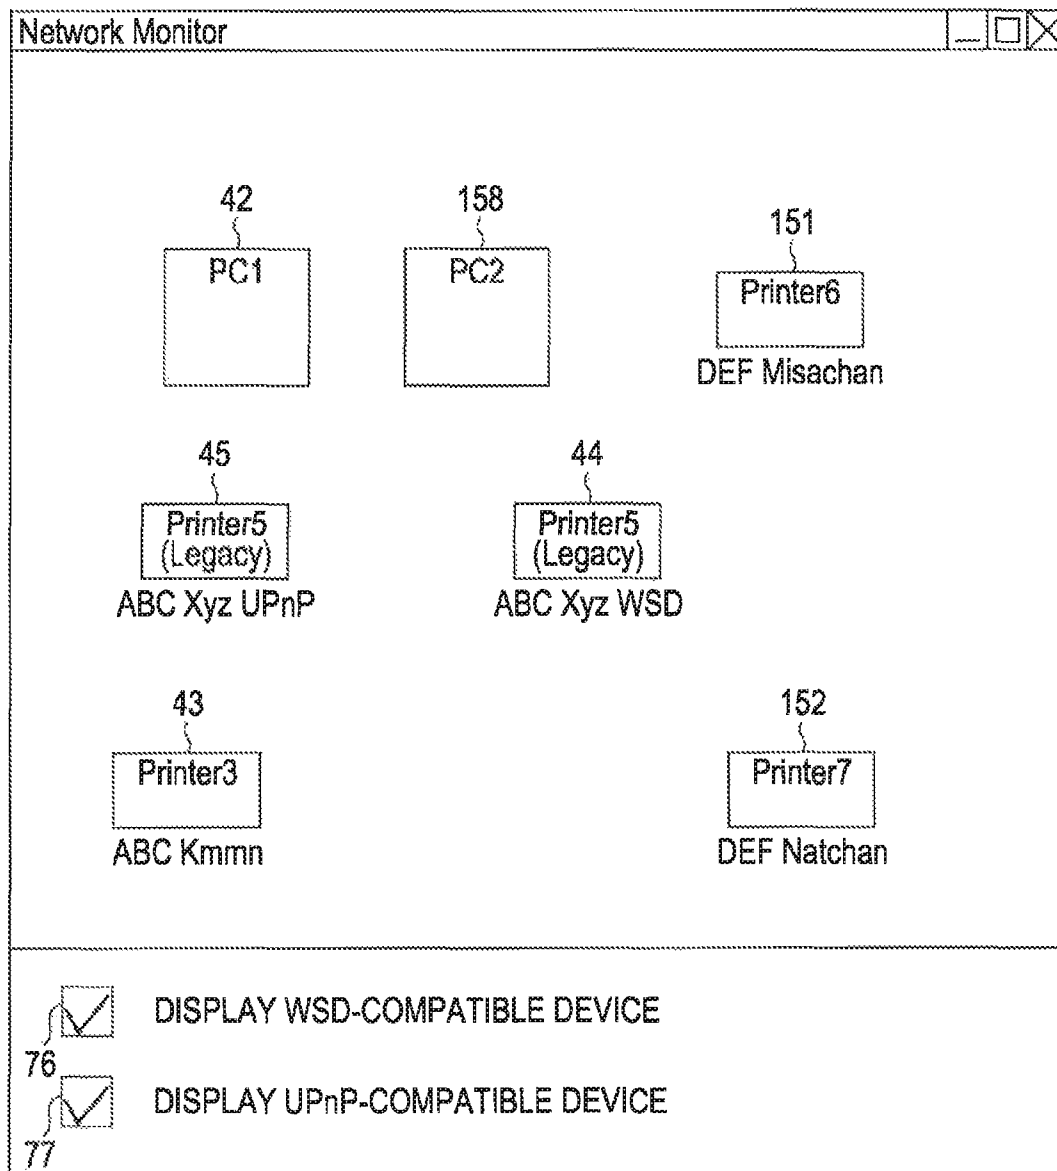 Network Monitor
42
158
151
PC1
PC2
Printer6
DEF Misachan
45
44
Printer5
(Legacy)
ABC Xyz UPnP
Printer5
(Legacy)
ABC Xyz WSD
43
152
Printer3
ABC Kmmn
Printer7
DEF Natchan
DISPLAY WSD-COMPATIBLE DEVICE
76
DISPLAY UPnP-COMPATIBLE DEVICE
77